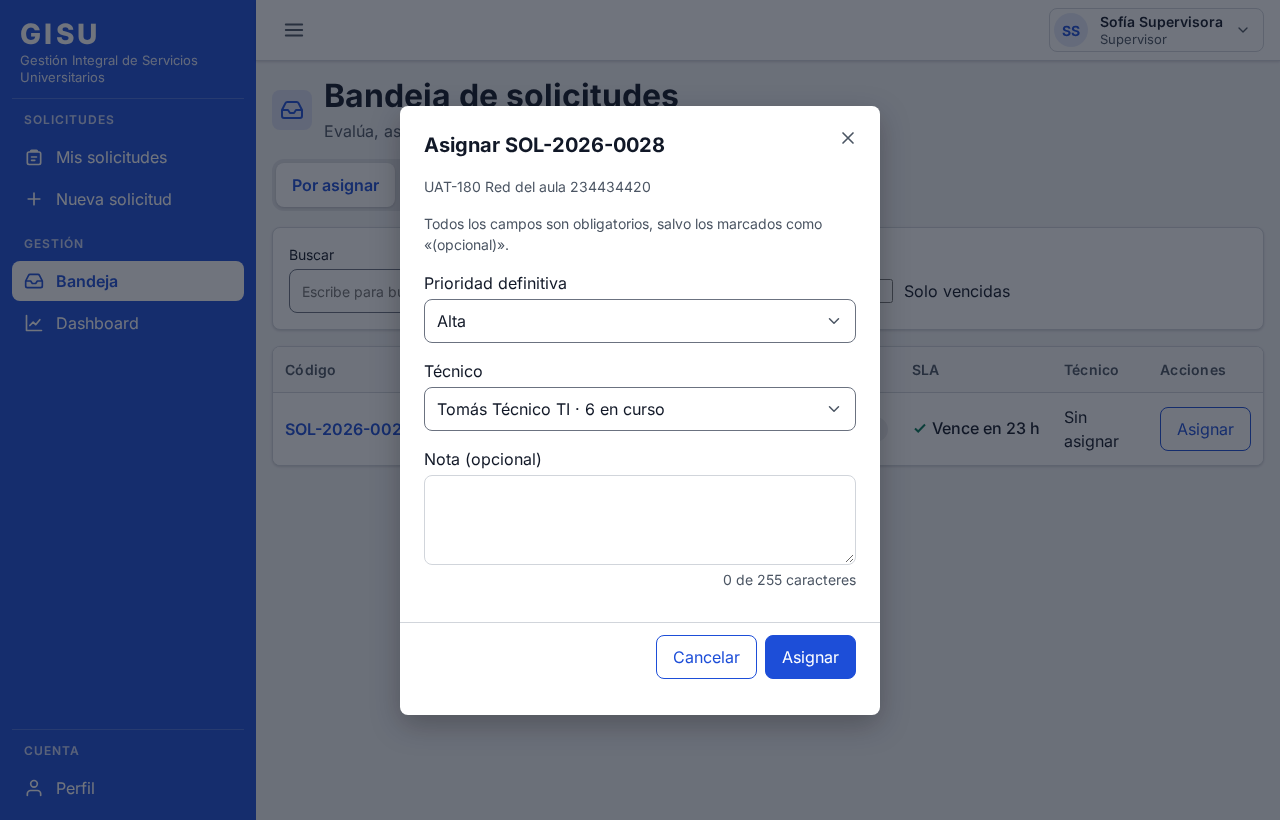 GISU
Gestión Integral de Servicios
Universitarios
SOLICITUDES
Mis solicitudes
Nueva solicitud
GESTIÓN
Bandeja
Dashboard
CUENTA
Perfil
SS
Sofía Supervisora
Supervisor
Bandeja de solicitudes
Evalúa,
Por asignar
Buscar
Escribe para
Solo vencidas
Código
SLA
Técnico
Acciones
SOL-2026-002
Vence en 23 h
Sin
asignar
Asignar
Asignar SOL-2026-0028
UAT-180 Red del aula 234434420
Todos los campos son obligatorios, salvo los marcados como
«(opcional)».
Prioridad definitiva
Alta
Técnico
Tomás Técnico TI · 6 en curso
Nota (opcional)
0 de 255 caracteres
Cancelar
Asignar